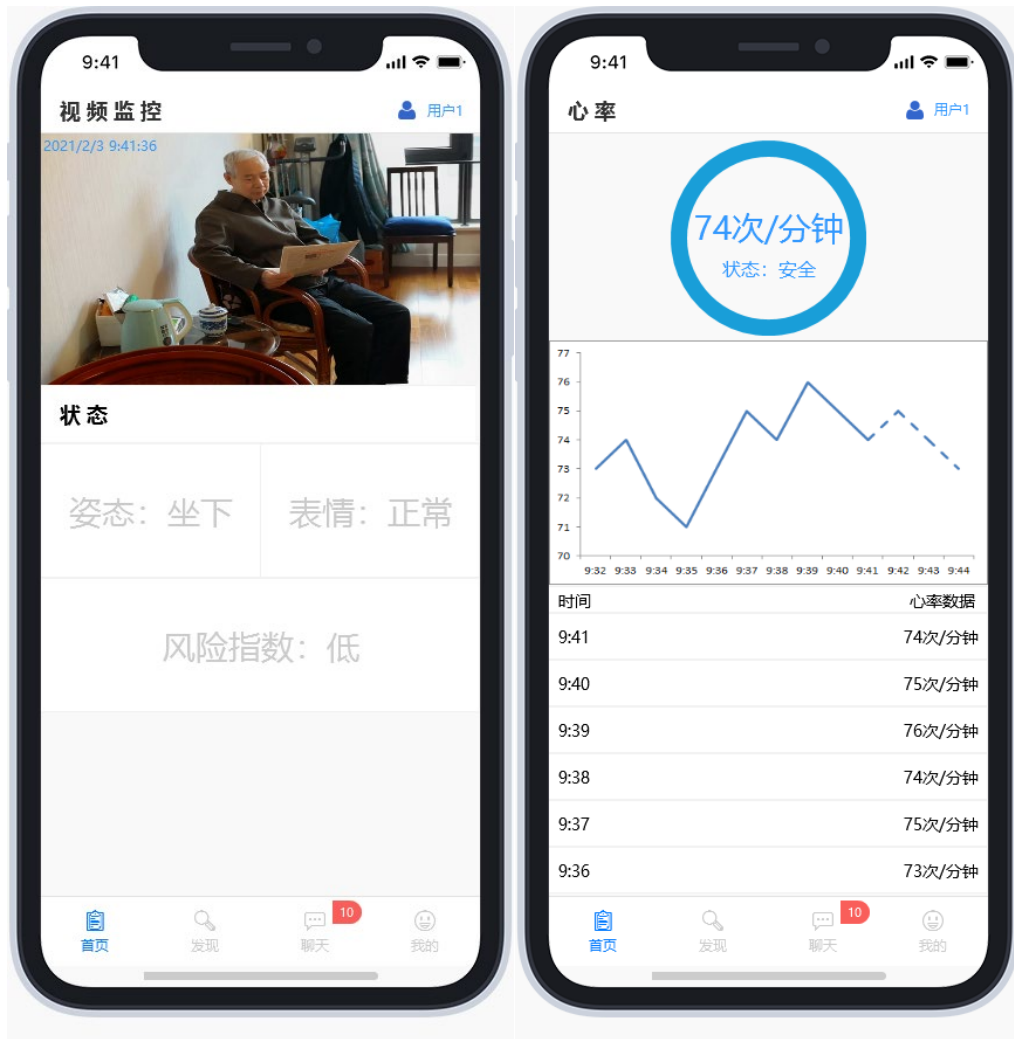 9:41
视频监控
用户1
2021/2/3 9:41:36
状态
姿态：坐下
表情：正常
风险指数：低
首页
发现
10
聊天
我的
9:41
心率
用户1
74次/分钟
状态：安全
77
76
75
74
73
72
71
70
9:32 9:33 9:34 9:35 9:36 9:37 9:38 9:39 9:40 9:41 9:42 9:43 9:44
时间 心率数据
9:41 74次/分钟
9:40 75次/分钟
9:39 76次/分钟
9:38 74次/分钟
9:37 75次/分钟
9:36 73次/分钟
首页
发现
10
聊天
我的